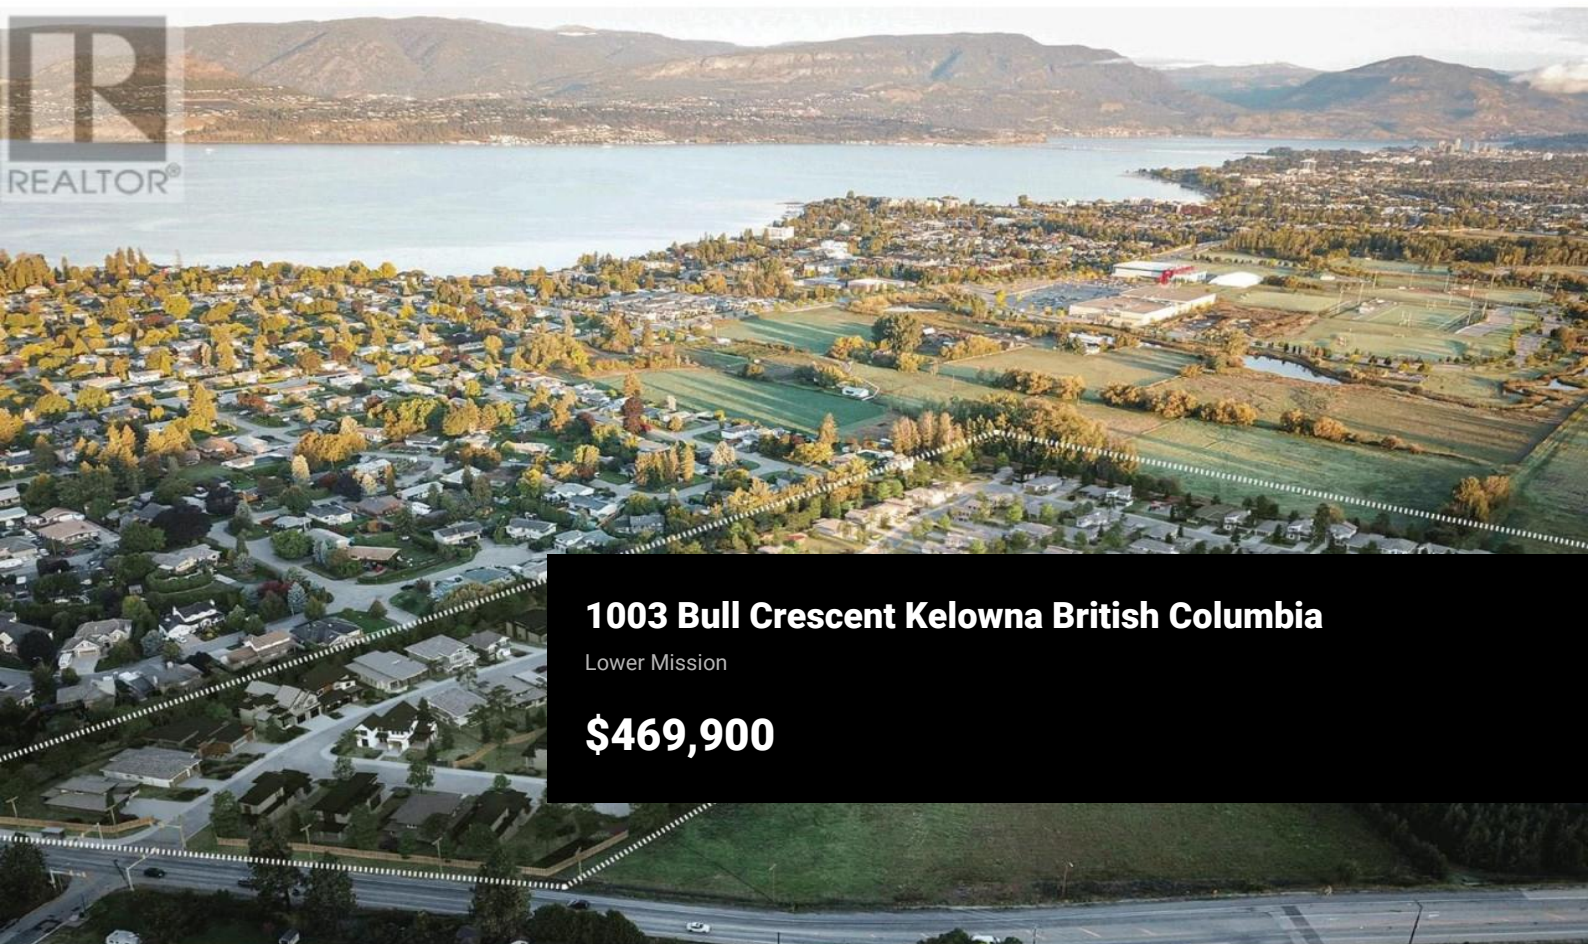 R
REALTOR®
1003 Bull Crescent Kelowna British Columbia
Lower Mission
$469,900